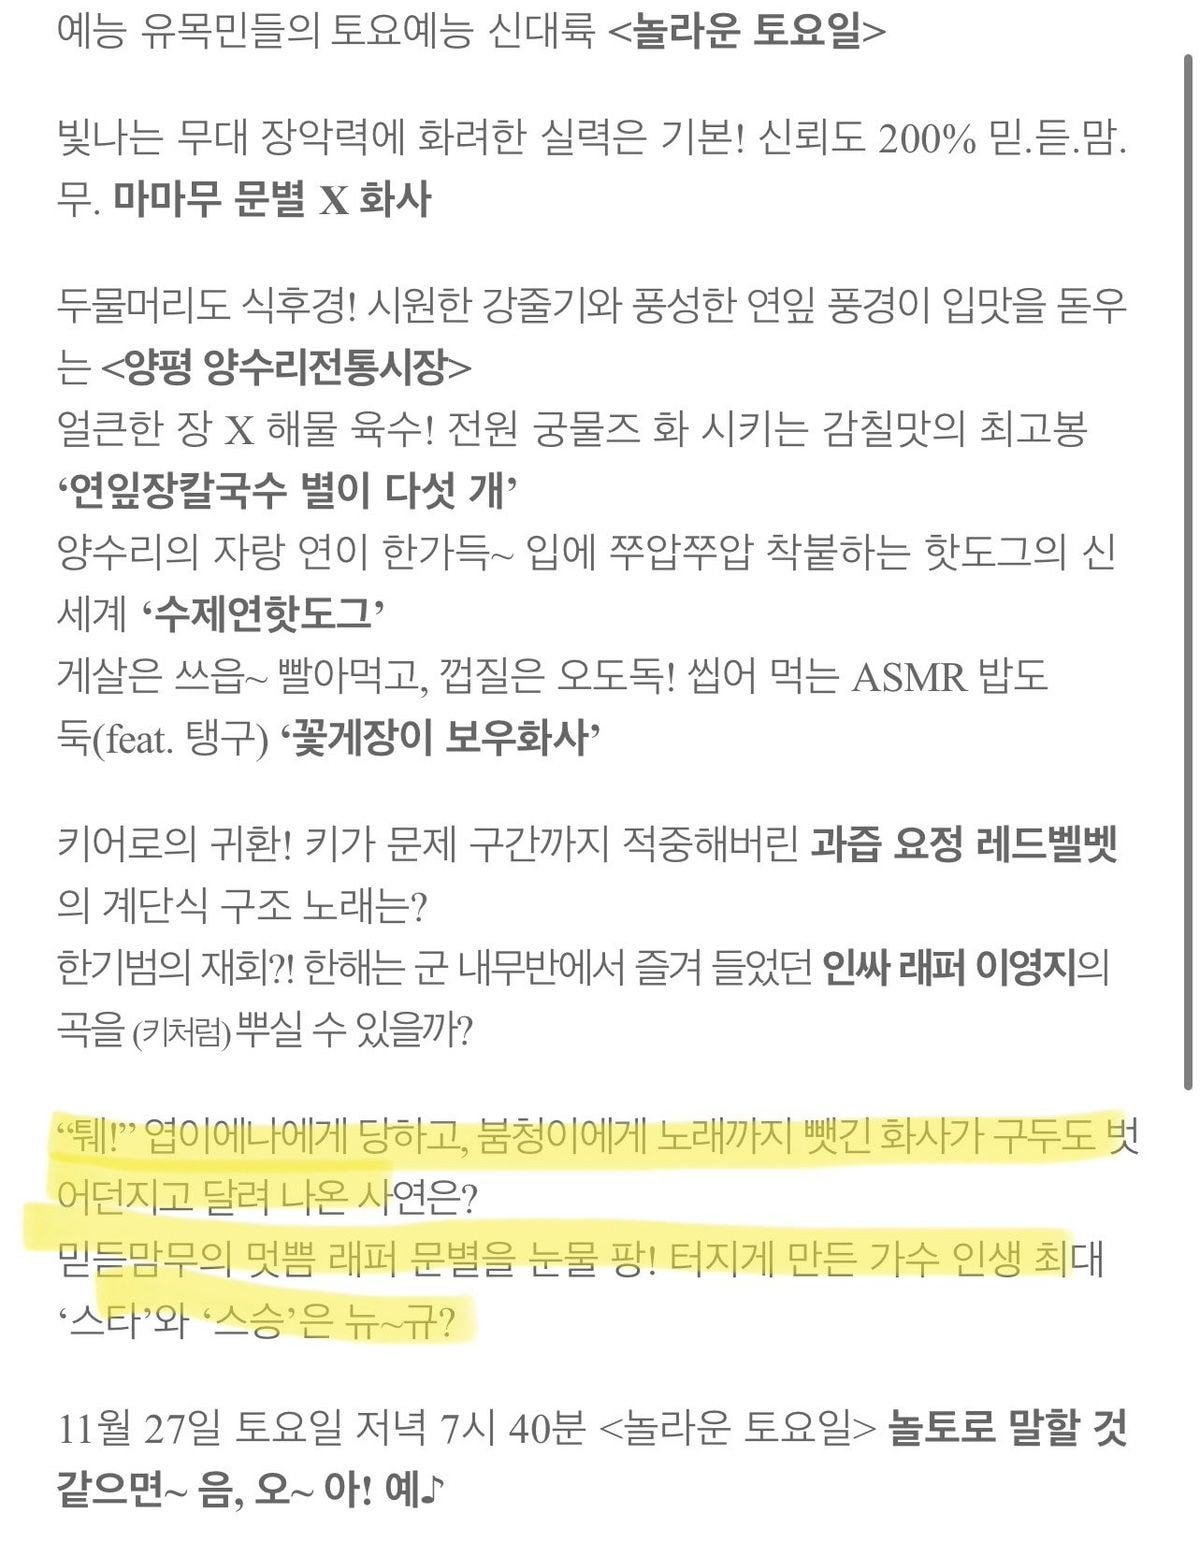 예능 유목민들의 토요예능 신대륙 <놀라운 토요일>
빛나는 무대 장악력에 화려한 실력은 기본! 신뢰도 200% 믿.듣.맘.
무. 마마무 문별 X 화사
두물머리도 식후경! 시원한 강줄기와 풍성한 연잎 풍경이 입맛을 돋우
는 <양평 양수리전통시장>
얼큰한 장 X 해물 육수! 전원 궁물즈 화 시키는 감칠맛의 최고봉
‘연잎장칼국수 별이 다섯 개’
양수리의 자랑 연이 한가득~ 입에 쭈압쭈압 착붙하는 핫도그의 신
세계 ‘수제연핫도그’
게살은 쓰읍~ 빨아먹고, 껍질은 오도독! 씹어 먹는 ASMR 밥도
둑(feat. 탱구) ‘꽃게장이 보우화사’
키어로의 귀환! 키가 문제 구간까지 적중해버린 과즙 요정 레드벨벳
의 계단식 구조 노래는?
한기범의 재회?! 한해는 군 내무반에서 즐겨 들었던 인싸 래퍼 이영지의
곡을 (키처럼) 뿌실 수 있을까?
“퉤!” 엽이에나에게 당하고, 붐청이에게 노래까지 뺏긴 화사가 구두도 벗
어던지고 달려 나온 사연은?
믿듣맘무의 멋쁨 래퍼 문별을 눈물 팡! 터지게 만든 가수 인생 최대
‘스타’와 ‘스승’은 뉴~규?
11월 27일 토요일 저녁 7시 40분 <놀라운 토요일> 놀토로 말할 것
같으면~ 음, 오~ 아! 예♪